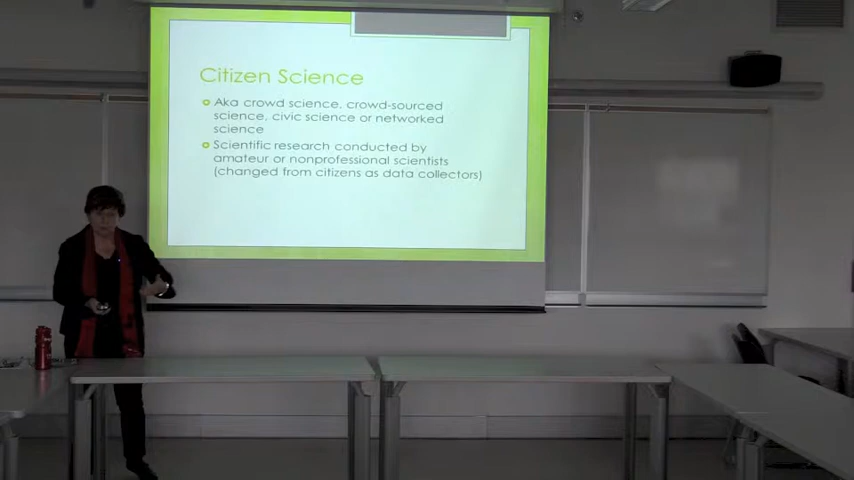 Citizen Science
Aka crowd science, crowd-sourced
science, civic science or networked
science
Scientific research conducted by
amateur or nonprofessional scientists
(changed from citizens as data collectors)